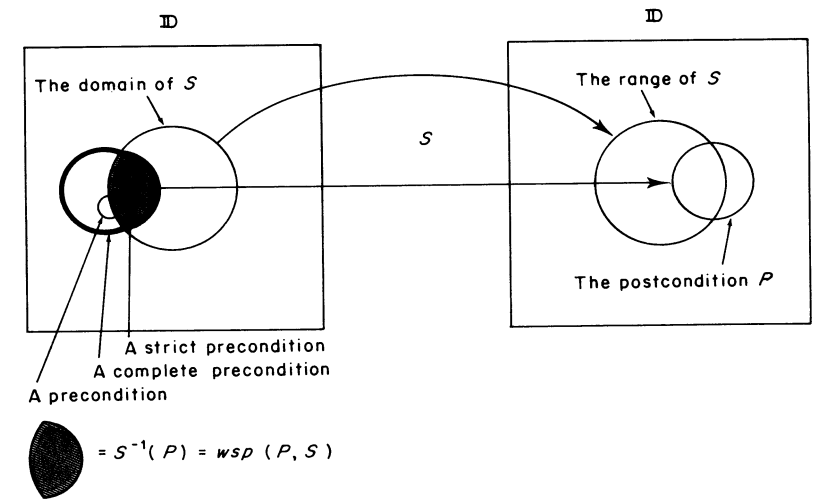 𝔻
𝔻
The domain of S
The range of S
S
The postcondition P
A strict precondition
A complete precondition
A precondition
= S⁻¹(P) = wsp (P, S)